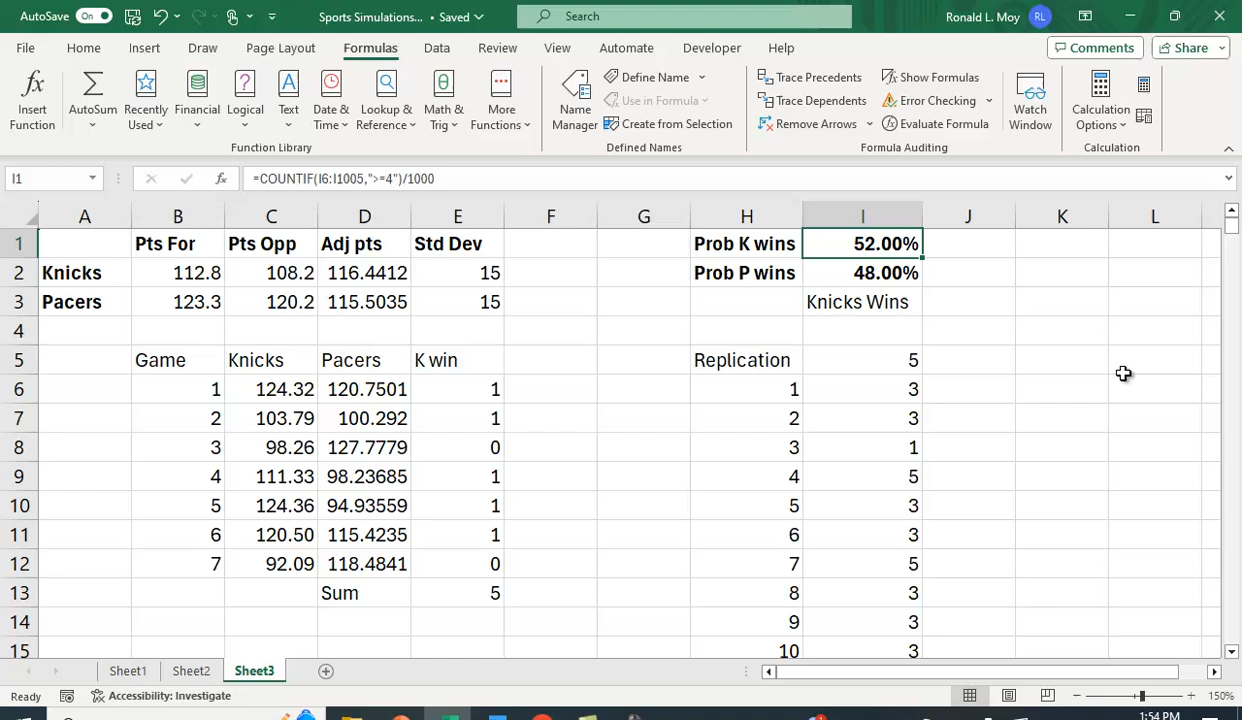 AutoSave On Sports Simulations... • Saved Search Ronald L. Moy RL
File Home Insert Draw Page Layout Formulas Data Review View Automate Developer Help Comments Share
fx Insert Function
Σ AutoSum
Recently Used
Financial
? Logical
A Text
Date & Time
Lookup & Reference
θ Math & Trig
More Functions
Function Library
Name Manager
Define Name
Use in Formula
Create from Selection
Defined Names
Trace Precedents
Trace Dependents
Remove Arrows
Show Formulas
Error Checking
Evaluate Formula
Formula Auditing
Watch Window
Calculation Options
Calculation
I1 fx =COUNTIF(I6:I1005,">=4")/1000
A B C D E F G H I J K L
1 Pts For Pts Opp Adj pts Std Dev Prob K wins 52.00%
2 Knicks 112.8 108.2 116.4412 15 Prob P wins 48.00%
3 Pacers 123.3 120.2 115.5035 15 Knicks Wins
4
5 Game Knicks Pacers K win Replication 5
6 1 124.32 120.7501 1 1 3
7 2 103.79 100.292 1 2 3
8 3 98.26 127.7779 0 3 1
9 4 111.33 98.23685 1 4 5
10 5 124.36 94.93559 1 5 3
11 6 120.50 115.4235 1 6 3
12 7 92.09 118.4841 0 7 5
13 Sum 5 8 3
14 9 3
15 10 3
Sheet1 Sheet2 Sheet3
Ready Accessibility: Investigate 150%
1:54 PM